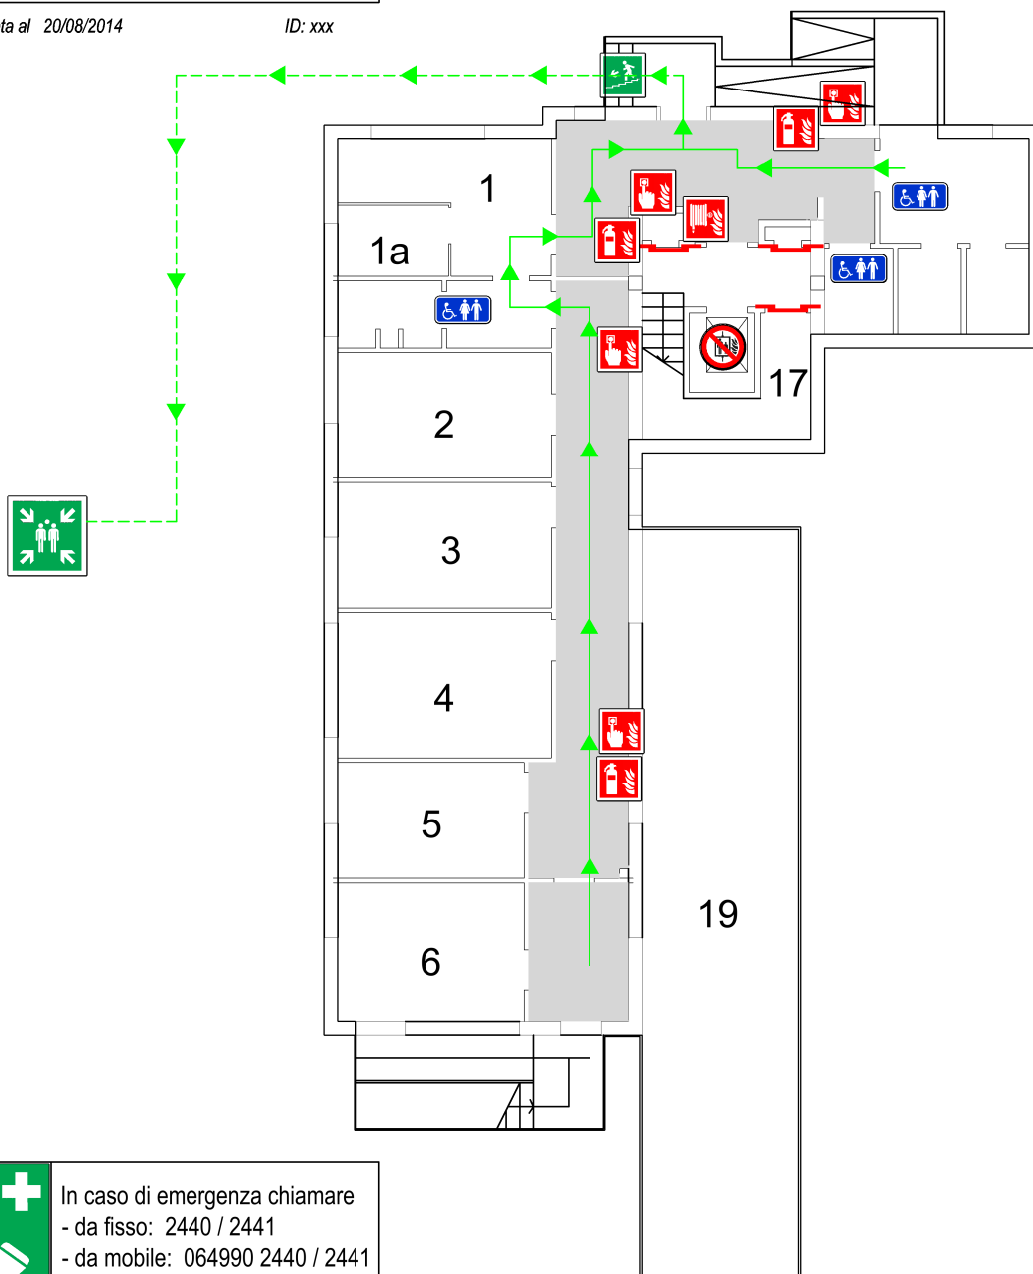 ta al 20/08/2014 ID: xxx
1
1a
17
2
3
4
5
19
6
In caso di emergenza chiamare
- da fisso: 2440 / 2441
- da mobile: 064990 2440 / 2441